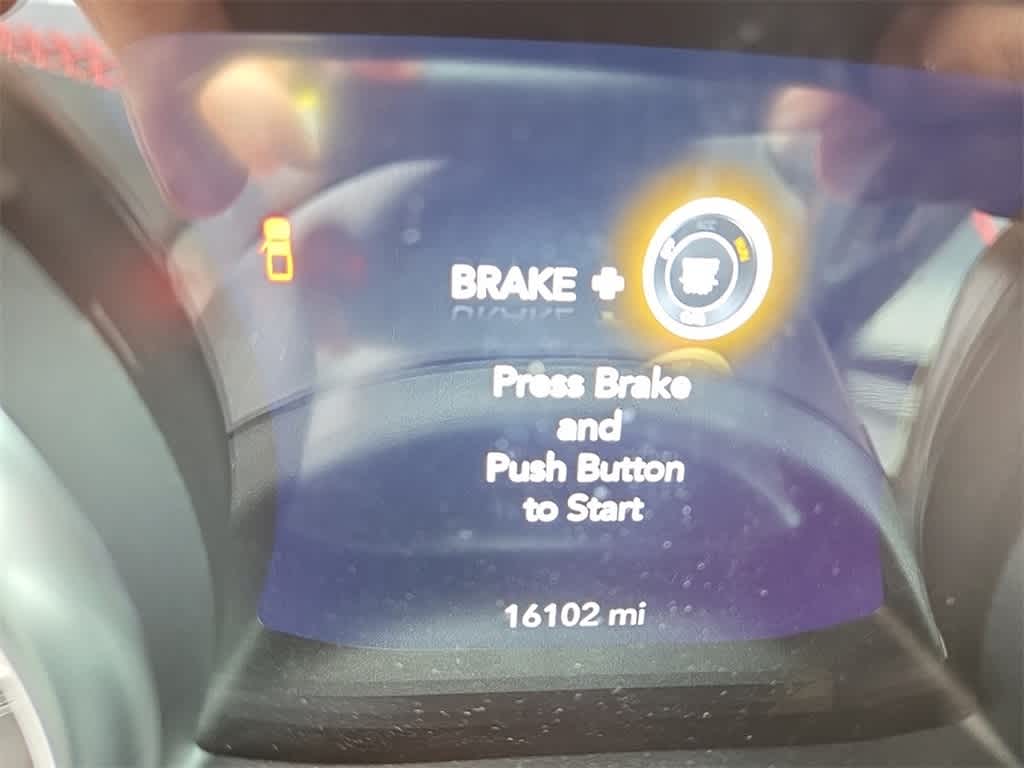 BRAKE +
Press Brake
and
Push Button
to Start
16102 mi